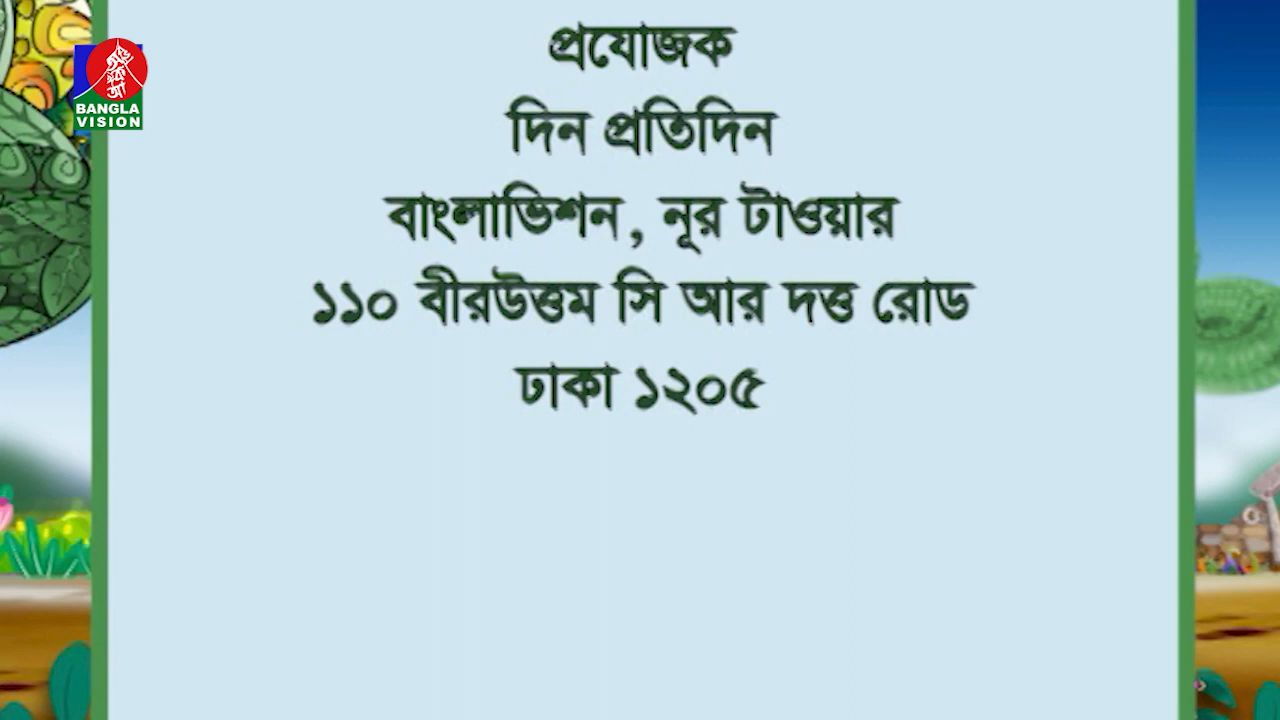 প্রযোজক
দিন প্রতিদিন
বাংলাভিশন, নূর টাওয়ার
১১০ বীরউত্তম সি আর দত্ত রোড
ঢাকা ১২০৫
BANGLA
VISION